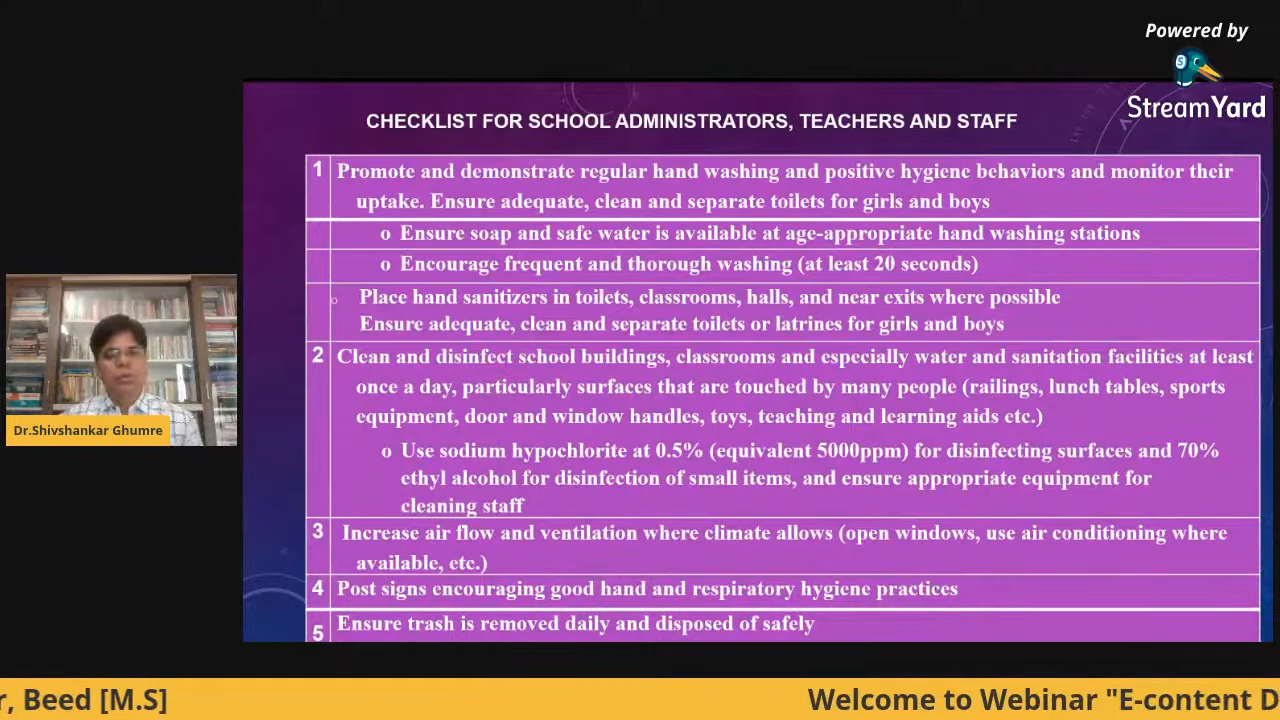 Powered by
StreamYard
CHECKLIST FOR SCHOOL ADMINISTRATORS, TEACHERS AND STAFF
1 Promote and demonstrate regular hand washing and positive hygiene behaviors and monitor their
uptake. Ensure adequate, clean and separate toilets for girls and boys
o Ensure soap and safe water is available at age-appropriate hand washing stations
o Encourage frequent and thorough washing (at least 20 seconds)
○ Place hand sanitizers in toilets, classrooms, halls, and near exits where possible
Ensure adequate, clean and separate toilets or latrines for girls and boys
2 Clean and disinfect school buildings, classrooms and especially water and sanitation facilities at least
once a day, particularly surfaces that are touched by many people (railings, lunch tables, sports
equipment, door and window handles, toys, teaching and learning aids etc.)
o Use sodium hypochlorite at 0.5% (equivalent 5000ppm) for disinfecting surfaces and 70%
ethyl alcohol for disinfection of small items, and ensure appropriate equipment for
cleaning staff
3 Increase air flow and ventilation where climate allows (open windows, use air conditioning where
available, etc.)
4 Post signs encouraging good hand and respiratory hygiene practices
5 Ensure trash is removed daily and disposed of safely
Dr.Shivshankar Ghumre
r, Beed [M.S]
Welcome to Webinar "E-content D